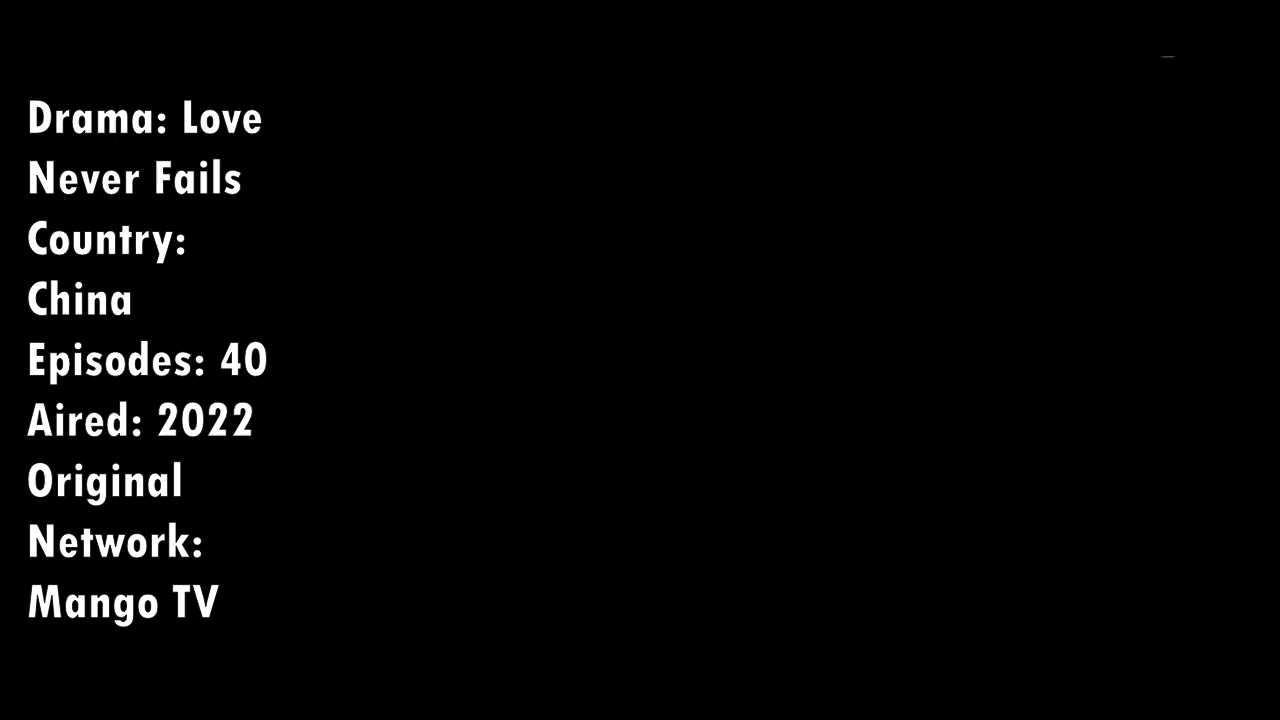 Drama: Love
Never Fails
Country:
China
Episodes: 40
Aired: 2022
Original
Network:
Mango TV